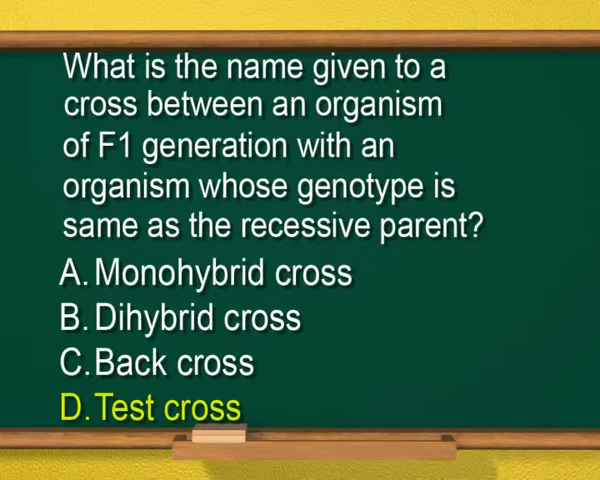 What is the name given to a
cross between an organism
of F1 generation with an
organism whose genotype is
same as the recessive parent?
A. Monohybrid cross
B. Dihybrid cross
C. Back cross
D. Test cross